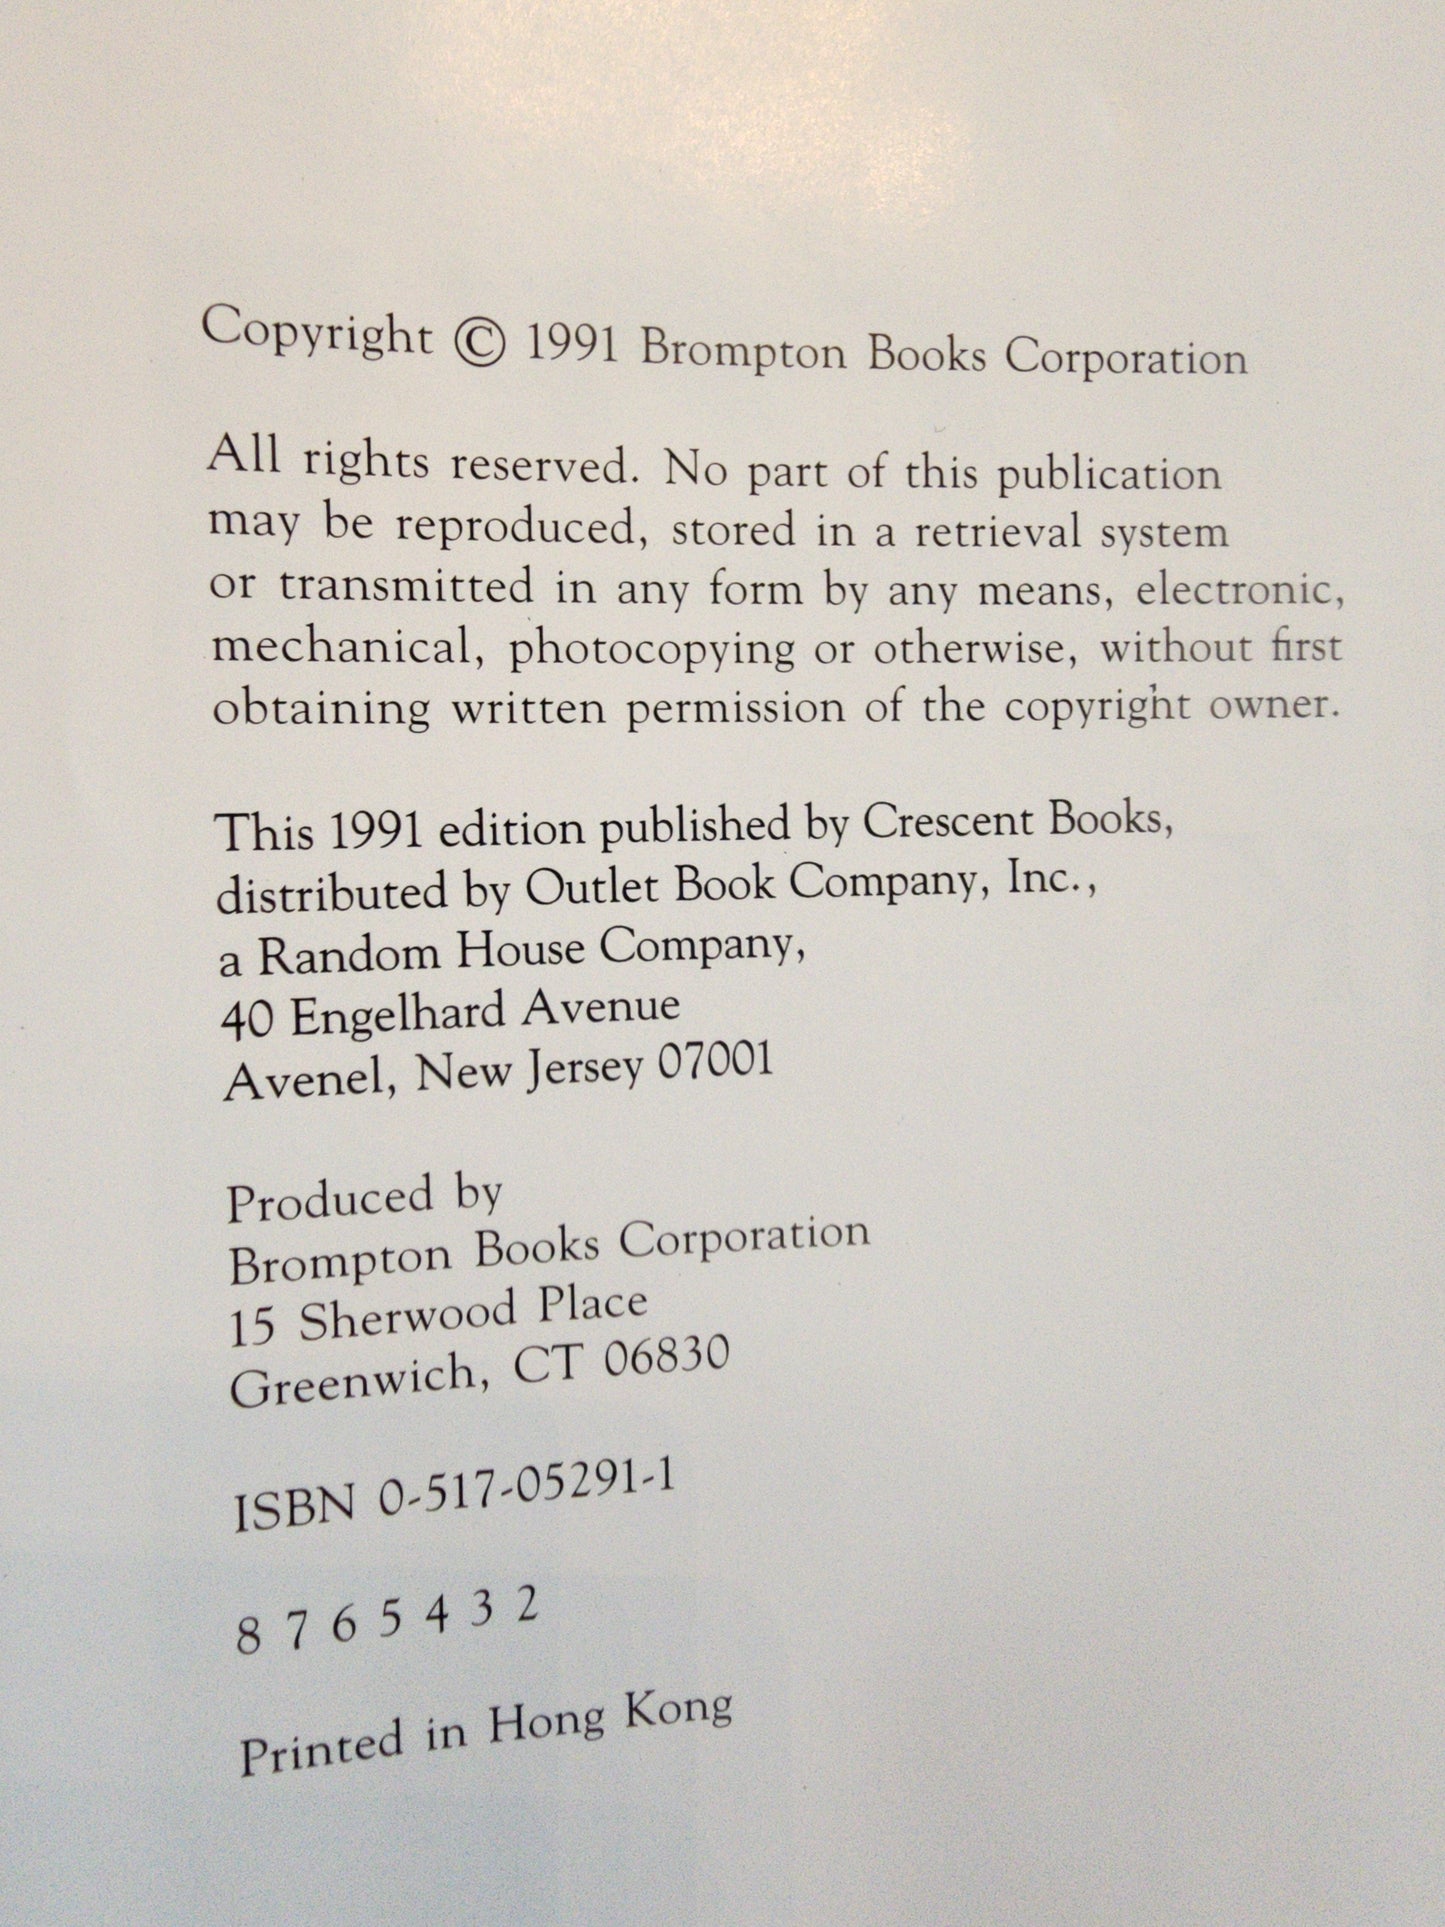 Copyright © 1991 Brompton Books Corporation
All rights reserved. No part of this publication
may be reproduced, stored in a retrieval system
or transmitted in any form by any means, electronic,
mechanical, photocopying or otherwise, without first
obtaining written permission of the copyright owner.
This 1991 edition published by Crescent Books,
distributed by Outlet Book Company, Inc.,
a Random House Company,
40 Engelhard Avenue
Avenel, New Jersey 07001
Produced by
Brompton Books Corporation
15 Sherwood Place
Greenwich, CT 06830
ISBN 0-517-05291-1
8 7 6 5 4 3 2
Printed in Hong Kong